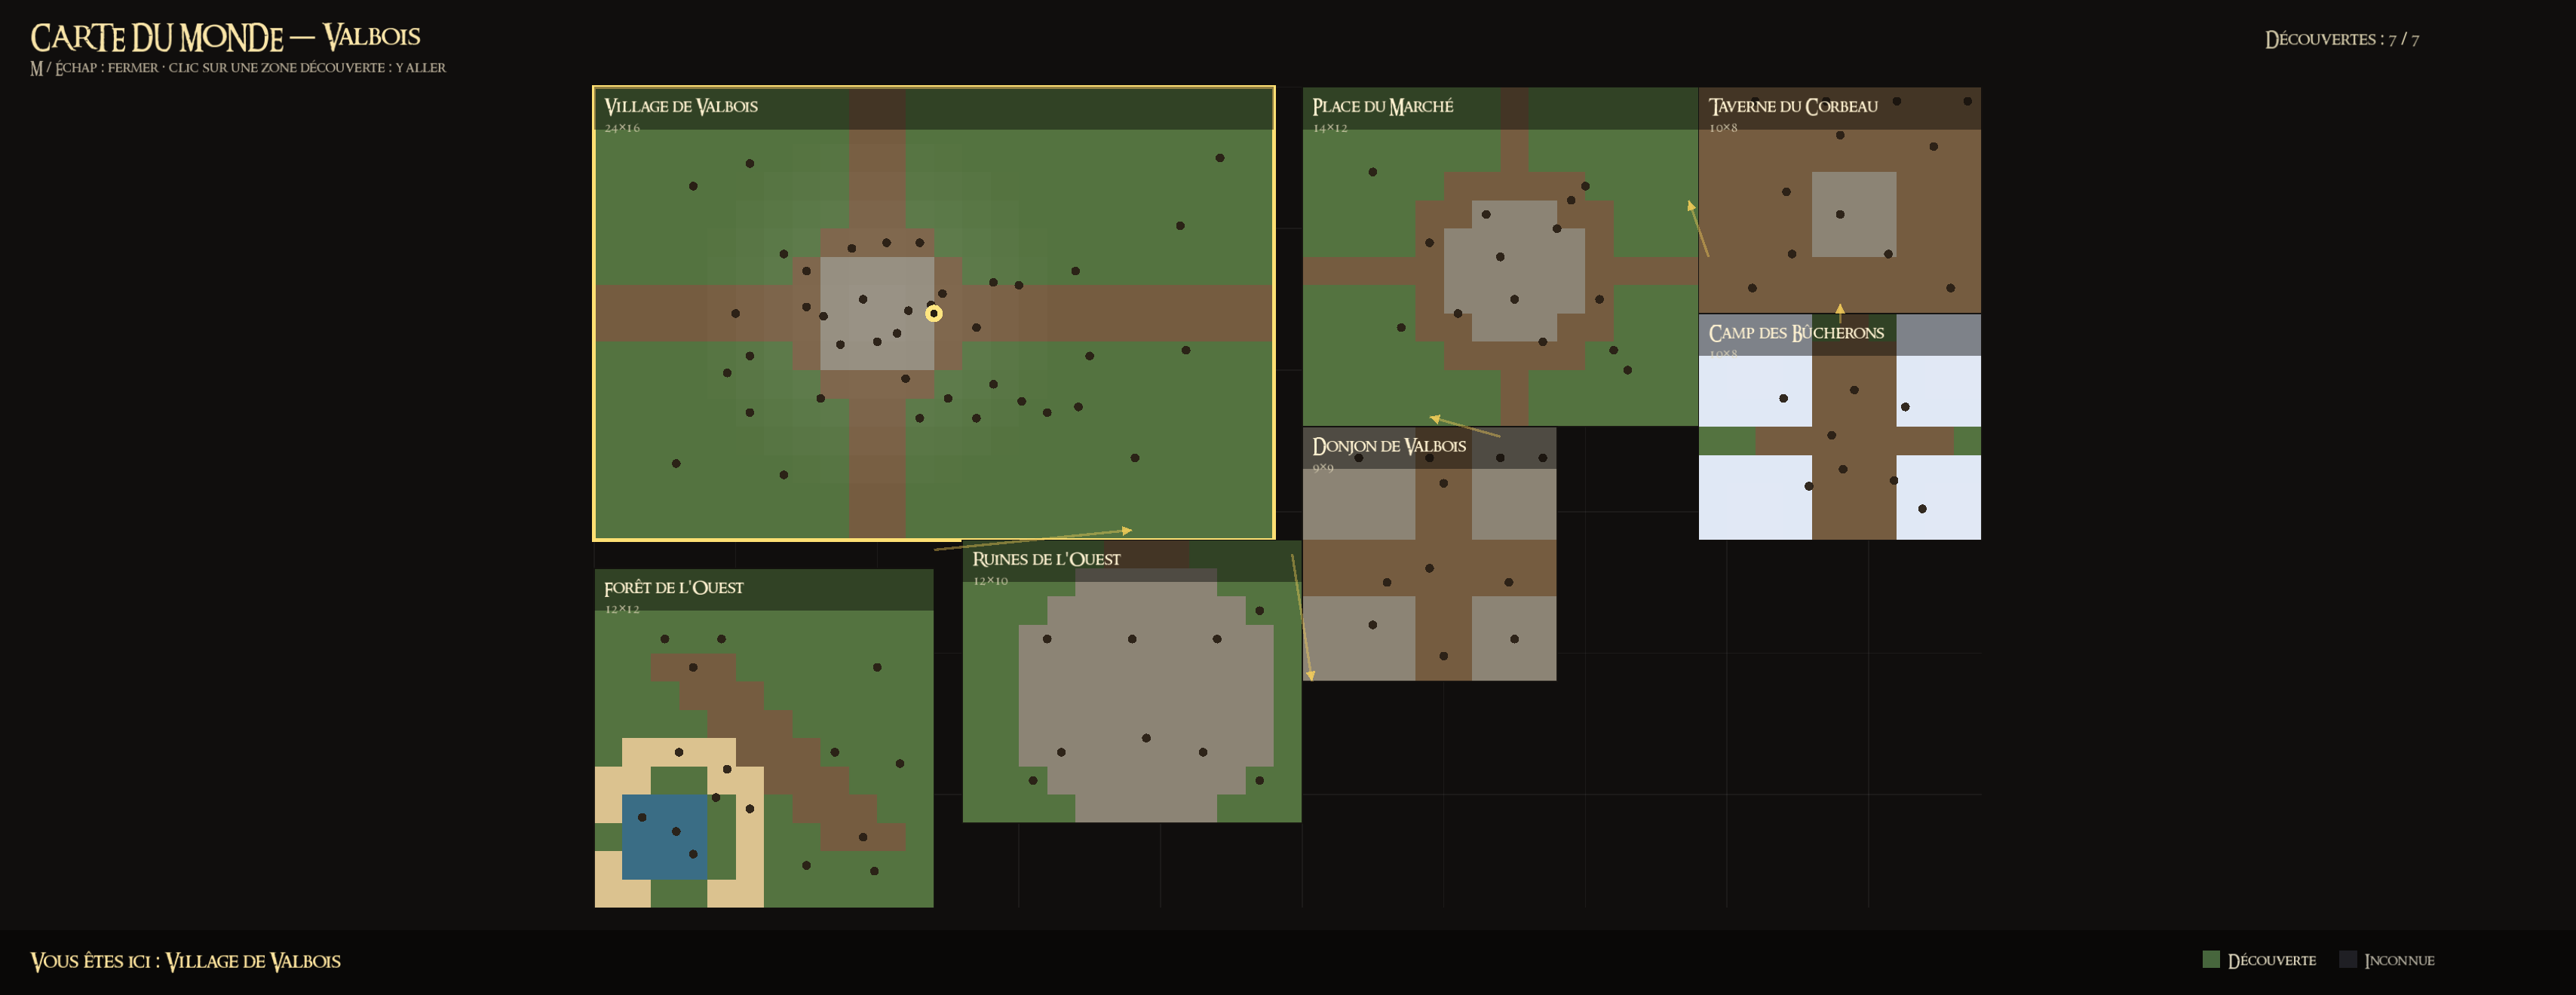 Carte du Monde — Valbois
M / Échap : fermer · clic sur une zone découverte : y aller
Découvertes : 7 / 7
Village de Valbois
24×16
Place du Marché
14×12
Taverne du Corbeau
10×8
Camp des Bûcherons
10×8
Donjon de Valbois
9×9
Ruines de l'Ouest
12×10
Forêt de l'Ouest
12×12
Vous êtes ici : Village de Valbois
Découverte
Inconnue